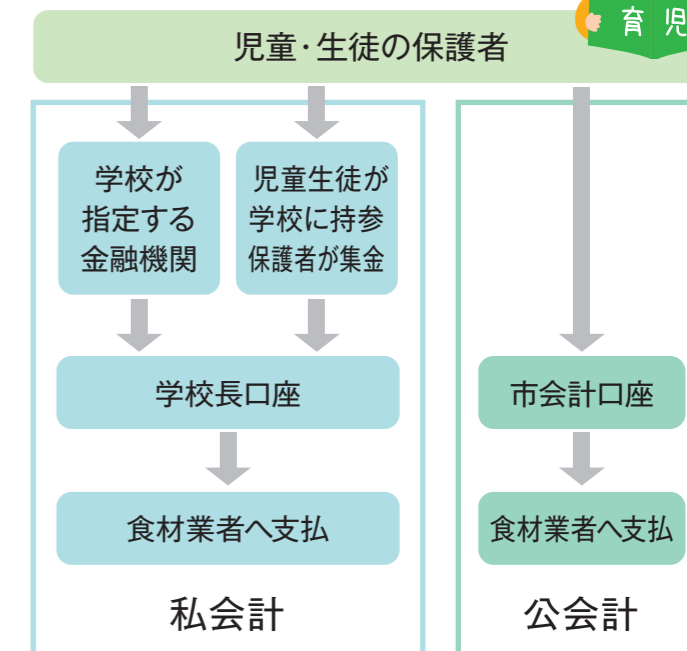 育児
児童・生徒の保護者
学校が
指定する
金融機関
児童生徒が
学校に持参
保護者が集金
学校長口座
食材業者へ支払
私会計
市会計口座
食材業者へ支払
公会計